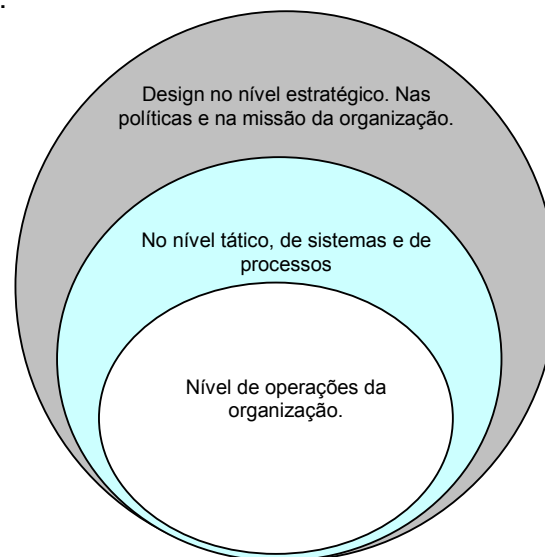 .
Design no nível estratégico. Nas
políticas e na missão da organização.
No nível tático, de sistemas e de
processos
Nível de operações da
organização.